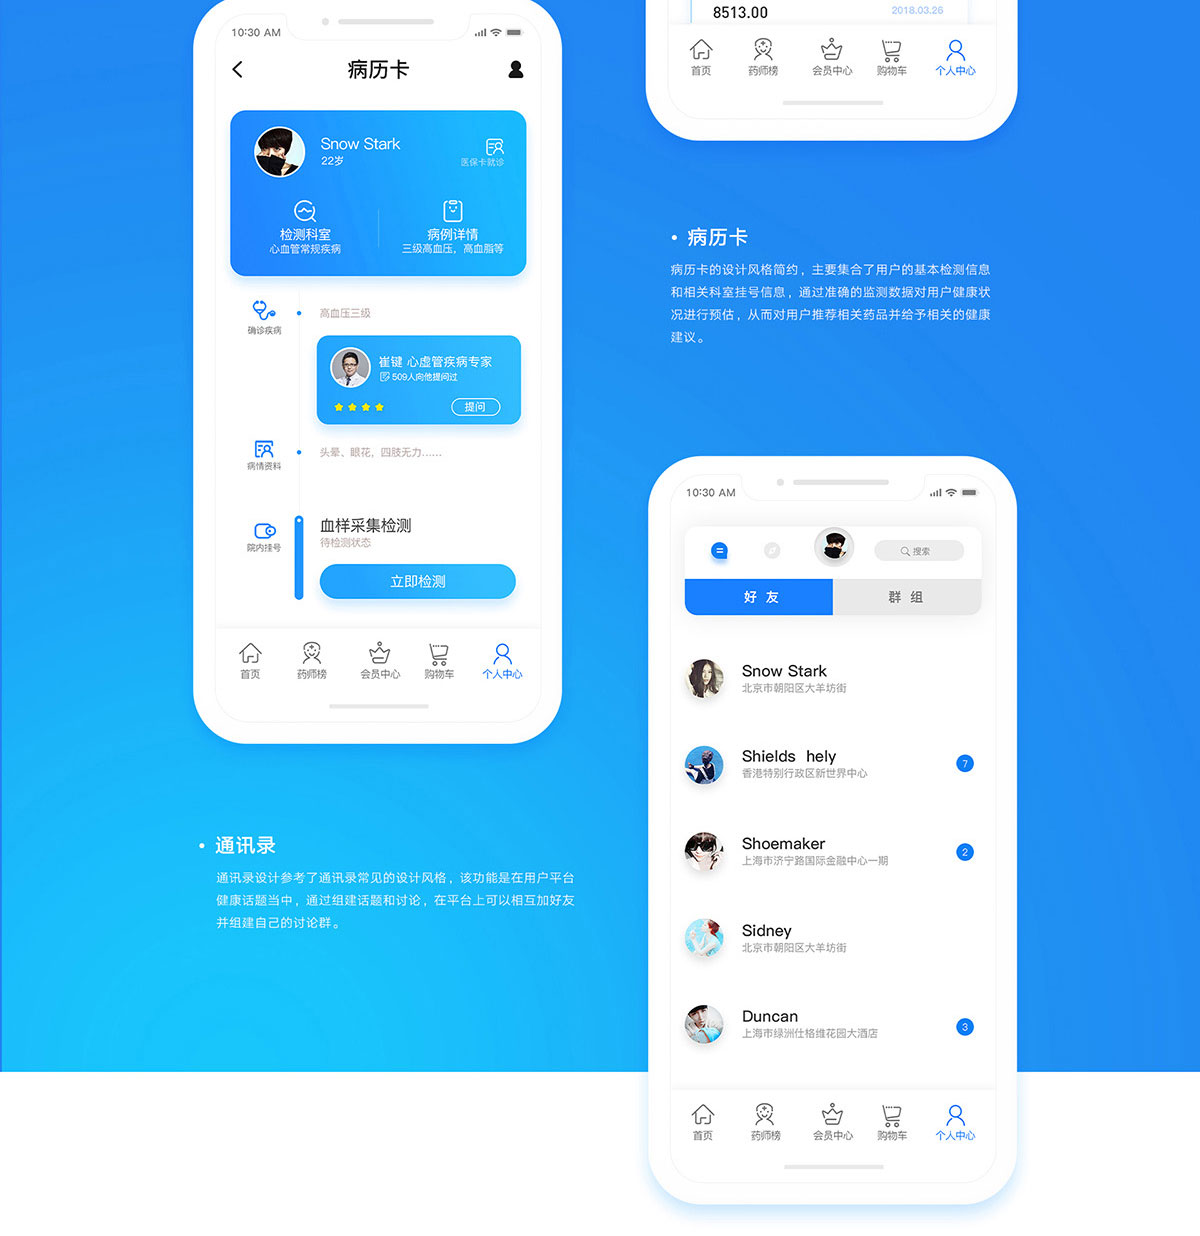 10:30 AM
病历卡
Snow Stark
22岁
医保卡就诊
检测科室
心血管常规疾病
病例详情
三级高血压，高血脂等
确诊疾病
高血压三级
崔键 心虚管疾病专家
509人向他提问过
提问
病情资料
头晕、眼花，四肢无力......
院内挂号
血样采集检测
待检测状态
立即检测
首页
药师榜
会员中心
购物车
个人中心
8513.00
2018.03.26
首页
药师榜
会员中心
购物车
个人中心
• 病历卡
病历卡的设计风格简约，主要集合了用户的基本检测信息
和相关科室挂号信息，通过准确的监测数据对用户健康状
况进行预估，从而对用户推荐相关药品并给予相关的健康
建议。
• 通讯录
通讯录设计参考了通讯录常见的设计风格，该功能是在用户平台
健康话题当中，通过组建话题和讨论，在平台上可以相互加好友
并组建自己的讨论群。
10:30 AM
搜索
好 友
群 组
Snow Stark
北京市朝阳区大羊坊街
Shields hely
香港特别行政区新世界中心
7
Shoemaker
上海市济宁路国际金融中心一期
2
Sidney
北京市朝阳区大羊坊街
Duncan
上海市绿洲仕格维花园大酒店
3
首页
药师榜
会员中心
购物车
个人中心